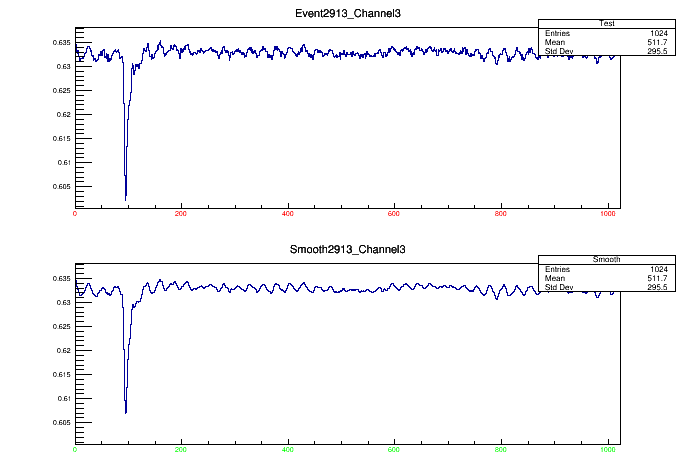 Event2913_Channel3
Test
Entries 1024
Mean 511.7
Std Dev 295.5
0.635
0.63
0.625
0.62
0.615
0.61
0.605
0 200 400 600 800 1000
Smooth2913_Channel3
Smooth
Entries 1024
Mean 511.7
Std Dev 295.5
0.635
0.63
0.625
0.62
0.615
0.61
0.605
0 200 400 600 800 1000